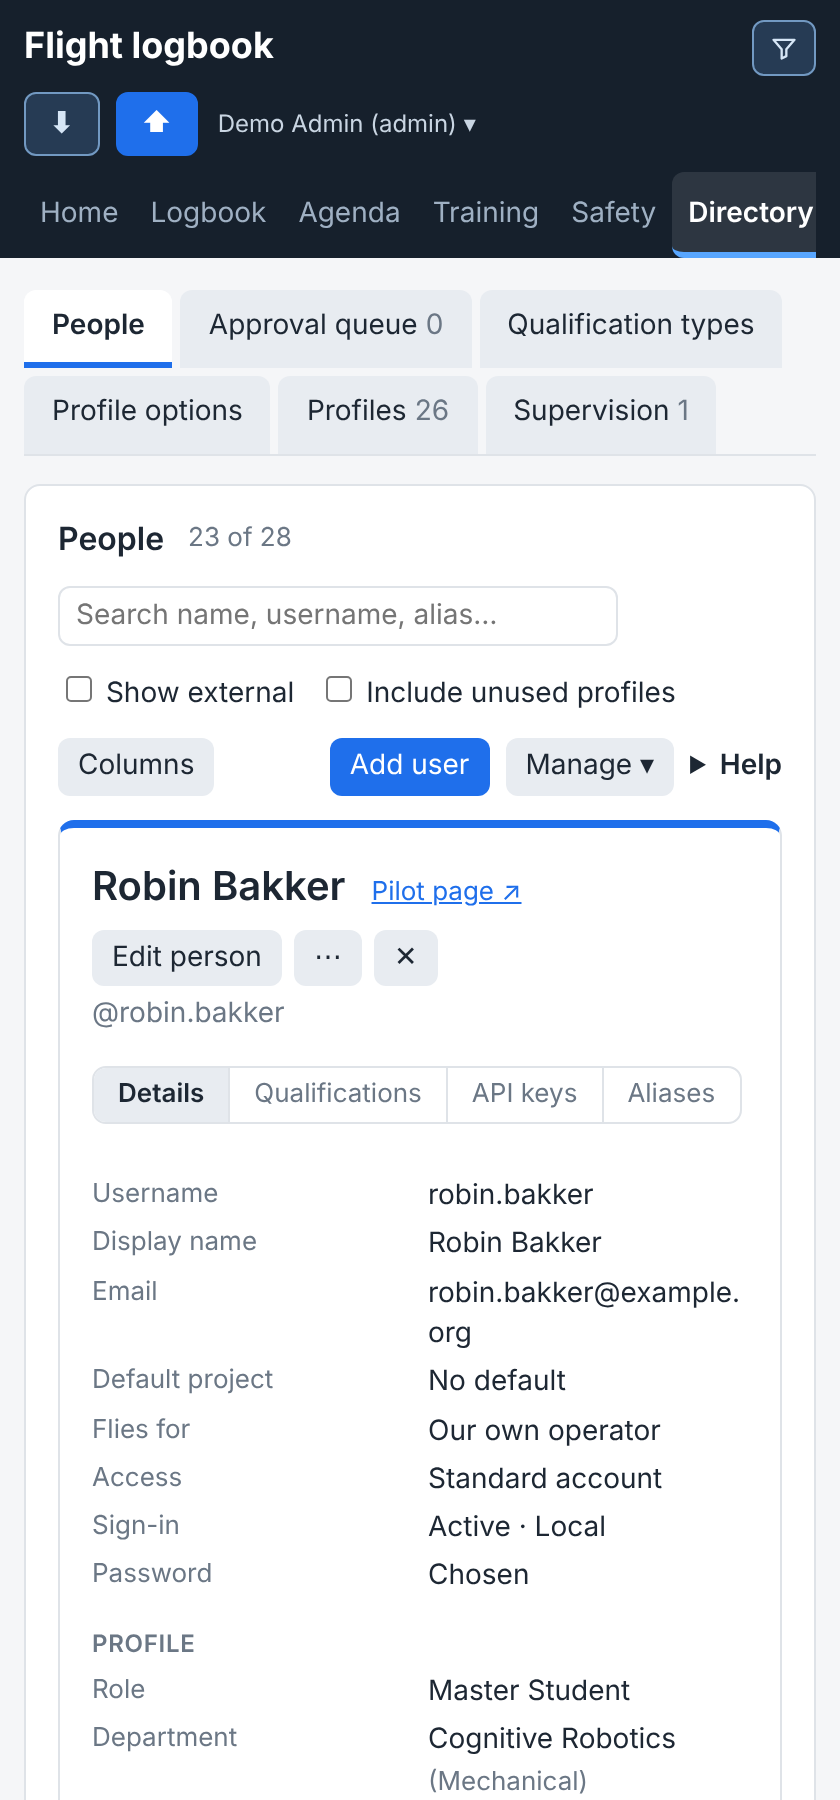 Flight logbook
Demo Admin (admin) ▾
Home Logbook Agenda Training Safety Directory
People Approval queue 0 Qualification types
Profile options Profiles 26 Supervision 1
People 23 of 28
Search name, username, alias...
Show external Include unused profiles
Columns Add user Manage ▾ ▶ Help
Robin Bakker Pilot page ↗
Edit person ⋯ ✕
@robin.bakker
Details Qualifications API keys Aliases
Username robin.bakker
Display name Robin Bakker
Email robin.bakker@example.
org
Default project No default
Flies for Our own operator
Access Standard account
Sign-in Active · Local
Password Chosen
PROFILE
Role Master Student
Department Cognitive Robotics
(Mechanical)